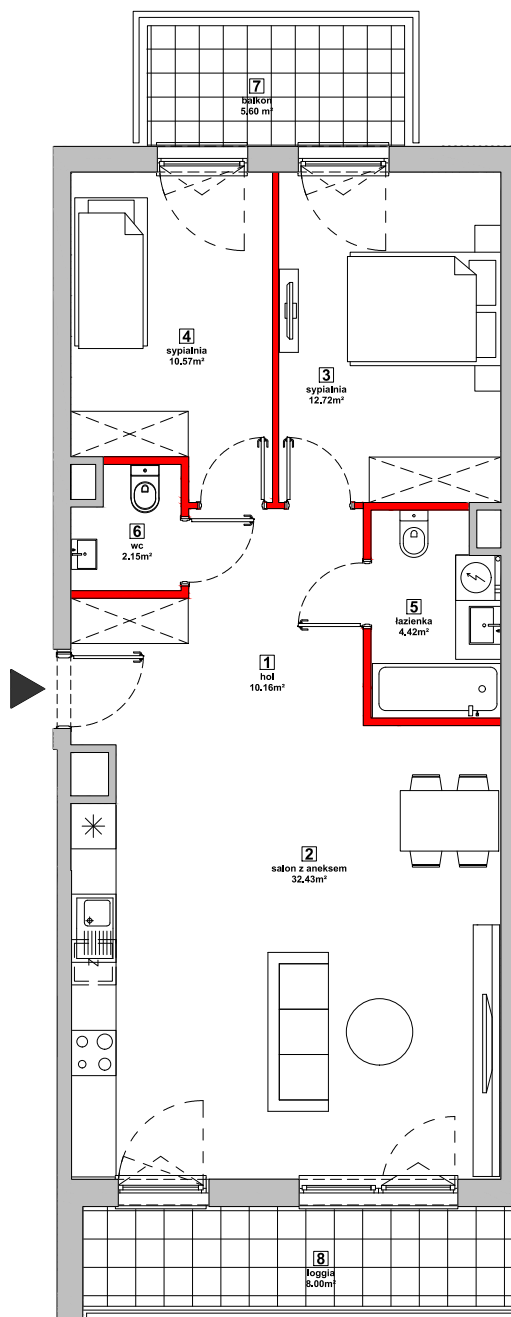 7
balkon
5.60 m²
4
sypialnia
10.57m²
3
sypialnia
12.72m²
6
wc
2.15m²
5
łazienka
4.42m²
1
hol
10.16m²
2
salon z aneksem
32.43m²
8
loggia
8.00m²